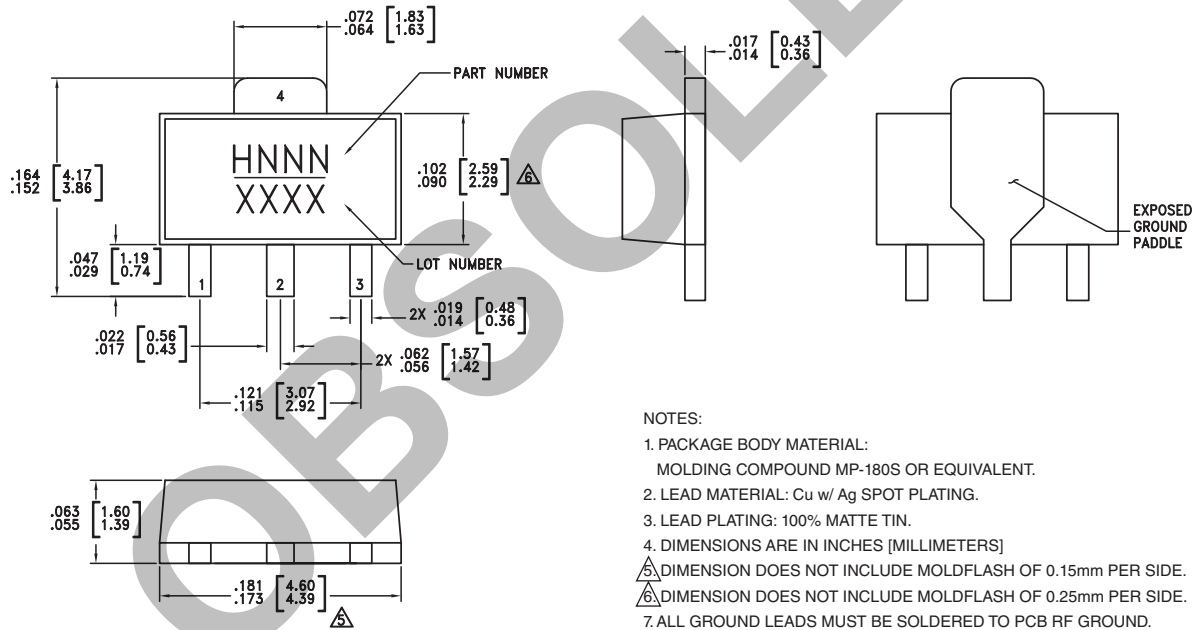 .072 [1.83]
.064 [1.63]
PART NUMBER
4
HNNN
XXXX
.164 [4.17]
.152 [3.86]
.102 [2.59]
.090 [2.29] 6
.047 [1.19]
.029 [0.74]
LOT NUMBER
1 2 3
2X .019 [0.48]
.014 [0.36]
.022 [0.56]
.017 [0.43]
2X .062 [1.57]
.056 [1.42]
.121 [3.07]
.115 [2.92]
.017 [0.43]
.014 [0.36]
EXPOSED
GROUND
PADDLE
.063 [1.60]
.055 [1.39]
.181 [4.60]
.173 [4.39]
5
NOTES:
1. PACKAGE BODY MATERIAL:
MOLDING COMPOUND MP-180S OR EQUIVALENT.
2. LEAD MATERIAL: Cu w/ Ag SPOT PLATING.
3. LEAD PLATING: 100% MATTE TIN.
4. DIMENSIONS ARE IN INCHES [MILLIMETERS]
5. DIMENSION DOES NOT INCLUDE MOLDFLASH OF 0.15mm PER SIDE.
6. DIMENSION DOES NOT INCLUDE MOLDFLASH OF 0.25mm PER SIDE.
7. ALL GROUND LEADS MUST BE SOLDERED TO PCB RF GROUND.
OBSOLE